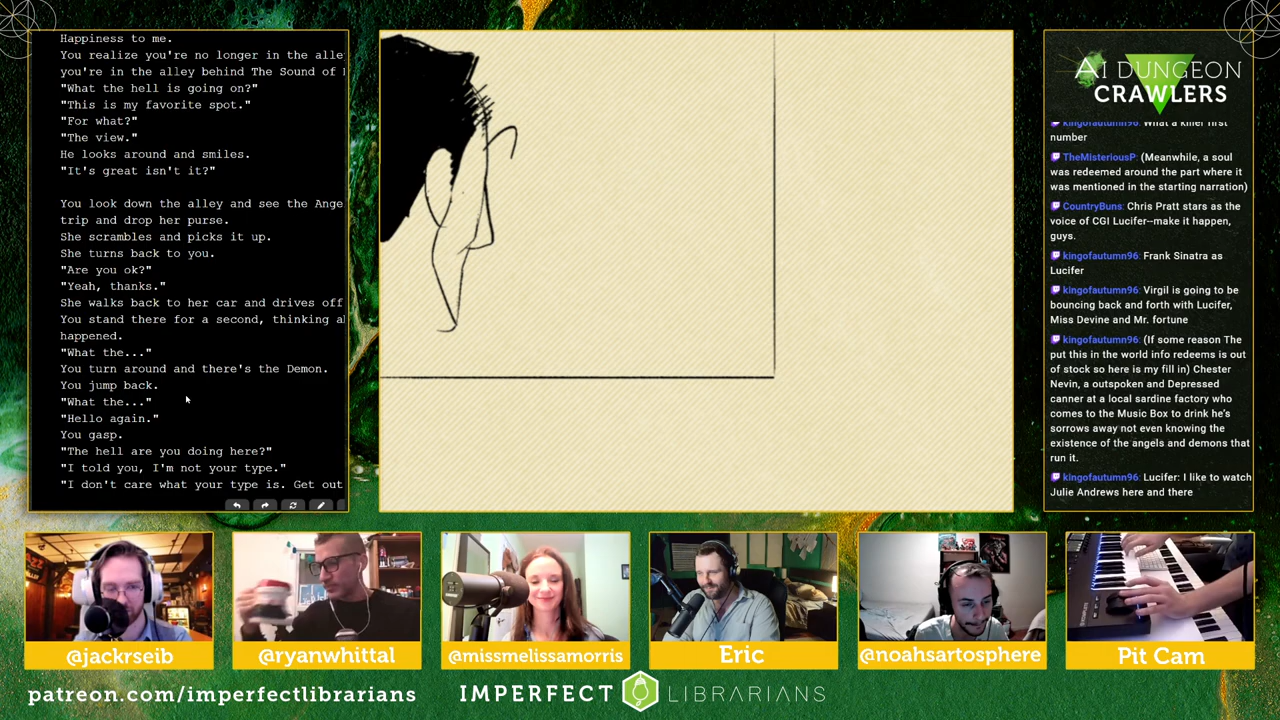 Happiness to me.
You realize you're no longer in the alle
you're in the alley behind The Sound of
"What the hell is going on?"
"This is my favorite spot."
"For what?"
"The view."
He looks around and smiles.
"It's great isn't it?"
You look down the alley and see the Ange
trip and drop her purse.
She scrambles and picks it up.
She turns back to you.
"Are you ok?"
"Yeah, thanks."
She walks back to her car and drives off
You stand there for a second, thinking a
happened.
"What the..."
You turn around and there's the Demon.
You jump back.
"What the..."
"Hello again."
You gasp.
"The hell are you doing here?"
"I told you, I'm not your type."
"I don't care what your type is. Get out
AI DUNGEON
CRAWLERS
kingofautumn96: What a killer first
number
TheMisteriousP: (Meanwhile, a soul
was redeemed around the part where it
was mentioned in the starting narration)
CountryBuns: Chris Pratt stars as the
voice of CGI Lucifer--make it happen,
guys.
kingofautumn96: Frank Sinatra as
Lucifer
kingofautumn96: Virgil is going to be
bouncing back and forth with Lucifer,
Miss Devine and Mr. fortune
kingofautumn96: (If some reason The
put this in the world info redeems is out
of stock so here is my fill in) Chester
Nevin, a outspoken and Depressed
canner at a local sardine factory who
comes to the Music Box to drink he's
sorrows away not even knowing the
existence of the angels and demons that
run it.
kingofautumn96: Lucifer: I like to watch
Julie Andrews here and there
@jackrseib
@ryanwhittal
@missmelissamorris
Eric
@noahsartosphere
Pit Cam
patreon.com/imperfectlibrarians
IMPERFECT LIBRARIANS